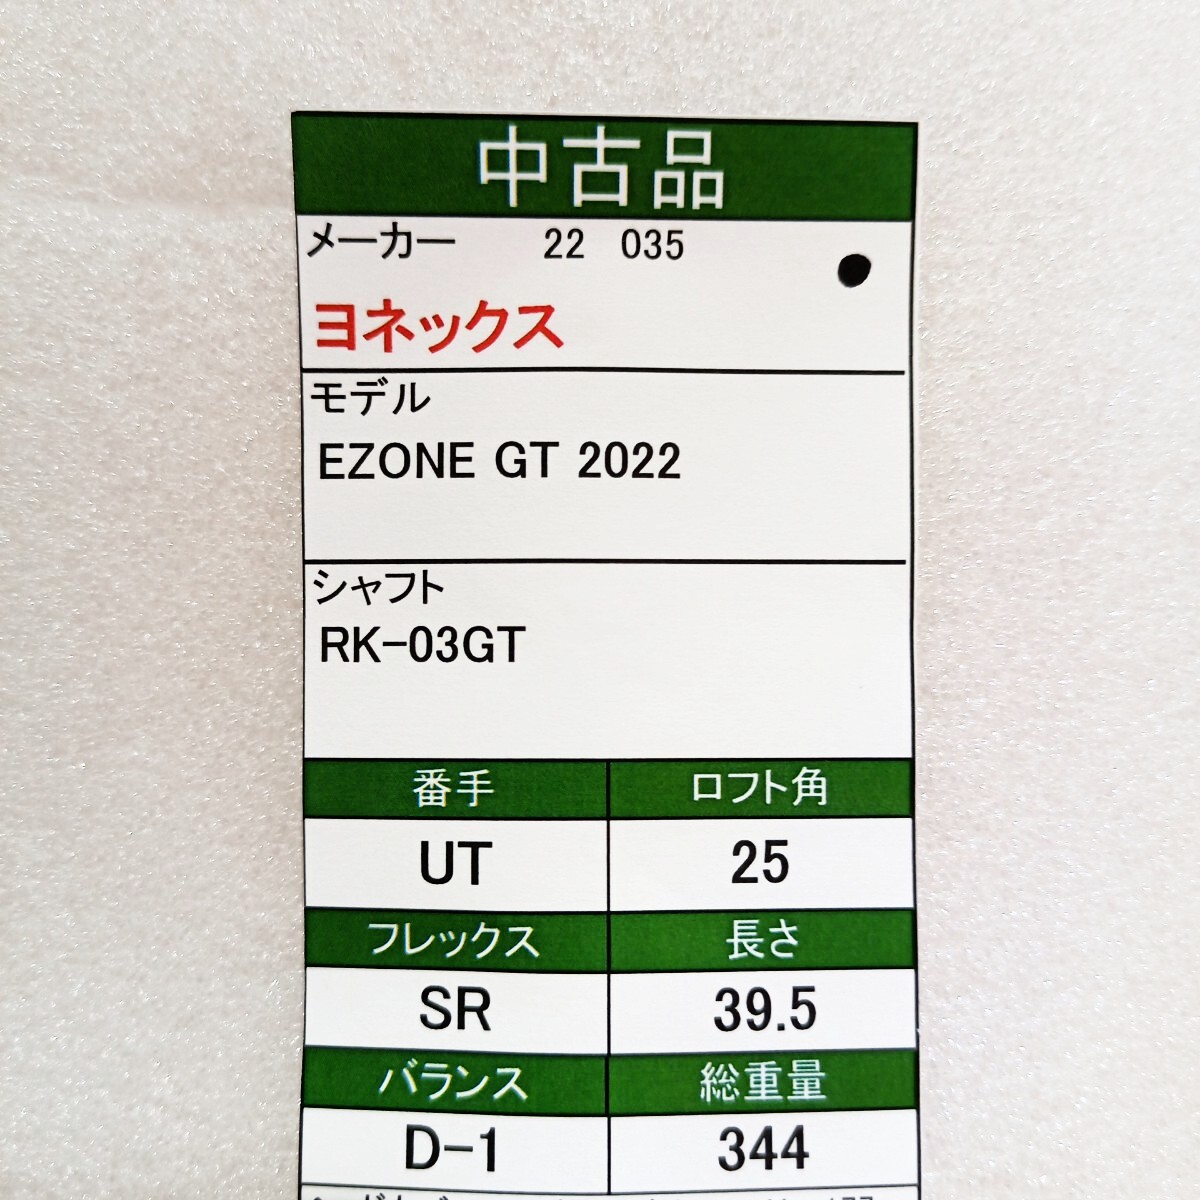 中古品
メーカー 22 035
ヨネックス
モデル
EZONE GT 2022
シャフト
RK-03GT
番手 ロフト角
UT 25
フレックス 長さ
SR 39.5
バランス 総重量
D-1 344